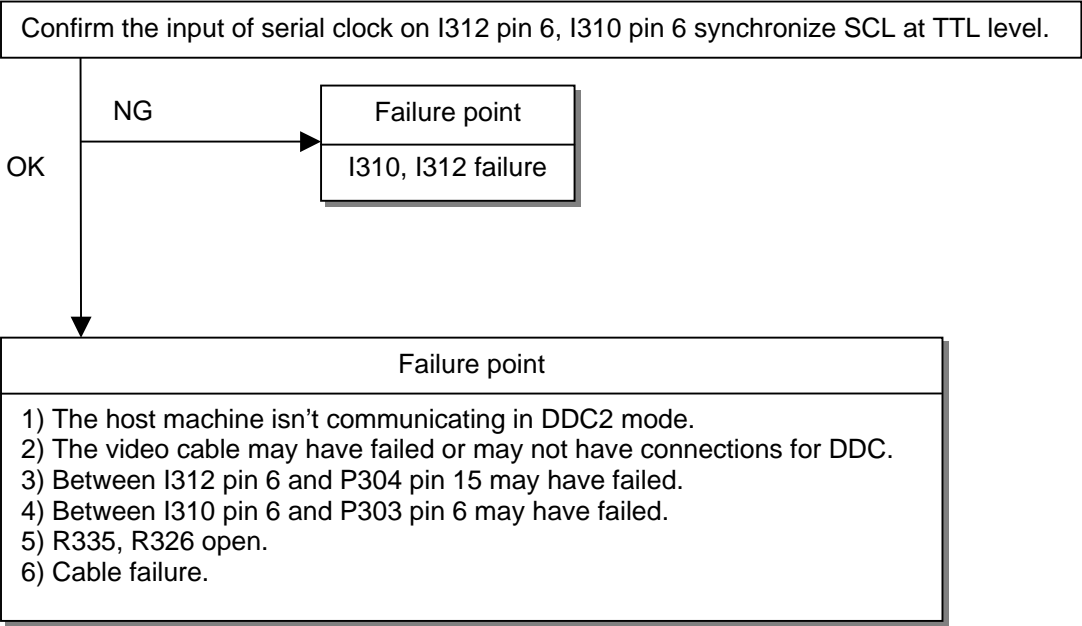 Confirm the input of serial clock on I312 pin 6, I310 pin 6 synchronize SCL at TTL level.
NG
Failure point
OK
I310, I312 failure
Failure point
1) The host machine isn’t communicating in DDC2 mode.
2) The video cable may have failed or may not have connections for DDC.
3) Between I312 pin 6 and P304 pin 15 may have failed.
4) Between I310 pin 6 and P303 pin 6 may have failed.
5) R335, R326 open.
6) Cable failure.